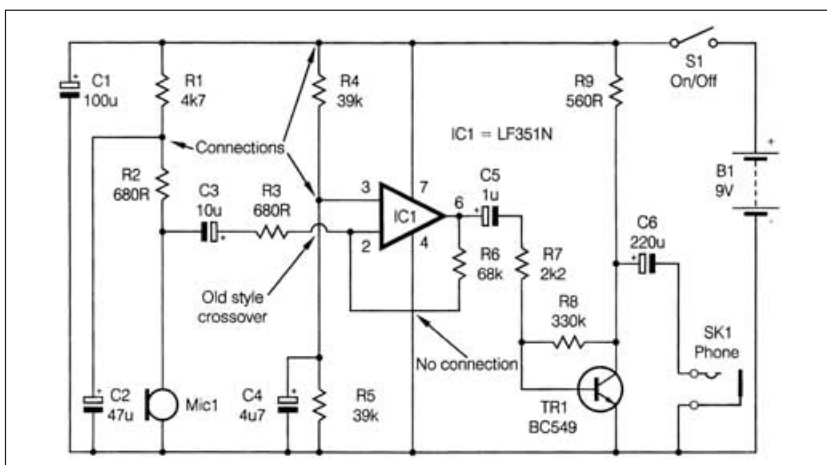 C1
100u
+
R1
4k7
R4
39k
R9
560R
S1
On/Off
Connections
IC1 = LF351N
B1
9V
+
-
R2
680R
C3
10u
+
R3
680R
3
7
IC1
6
2
4
C5
1u
+
C6
220u
+
R6
68k
R7
2k2
Old style
crossover
R8
330k
No connection
SK1
Phone
C2
47u
+
Mic1
C4
4u7
+
R5
39k
TR1
BC549